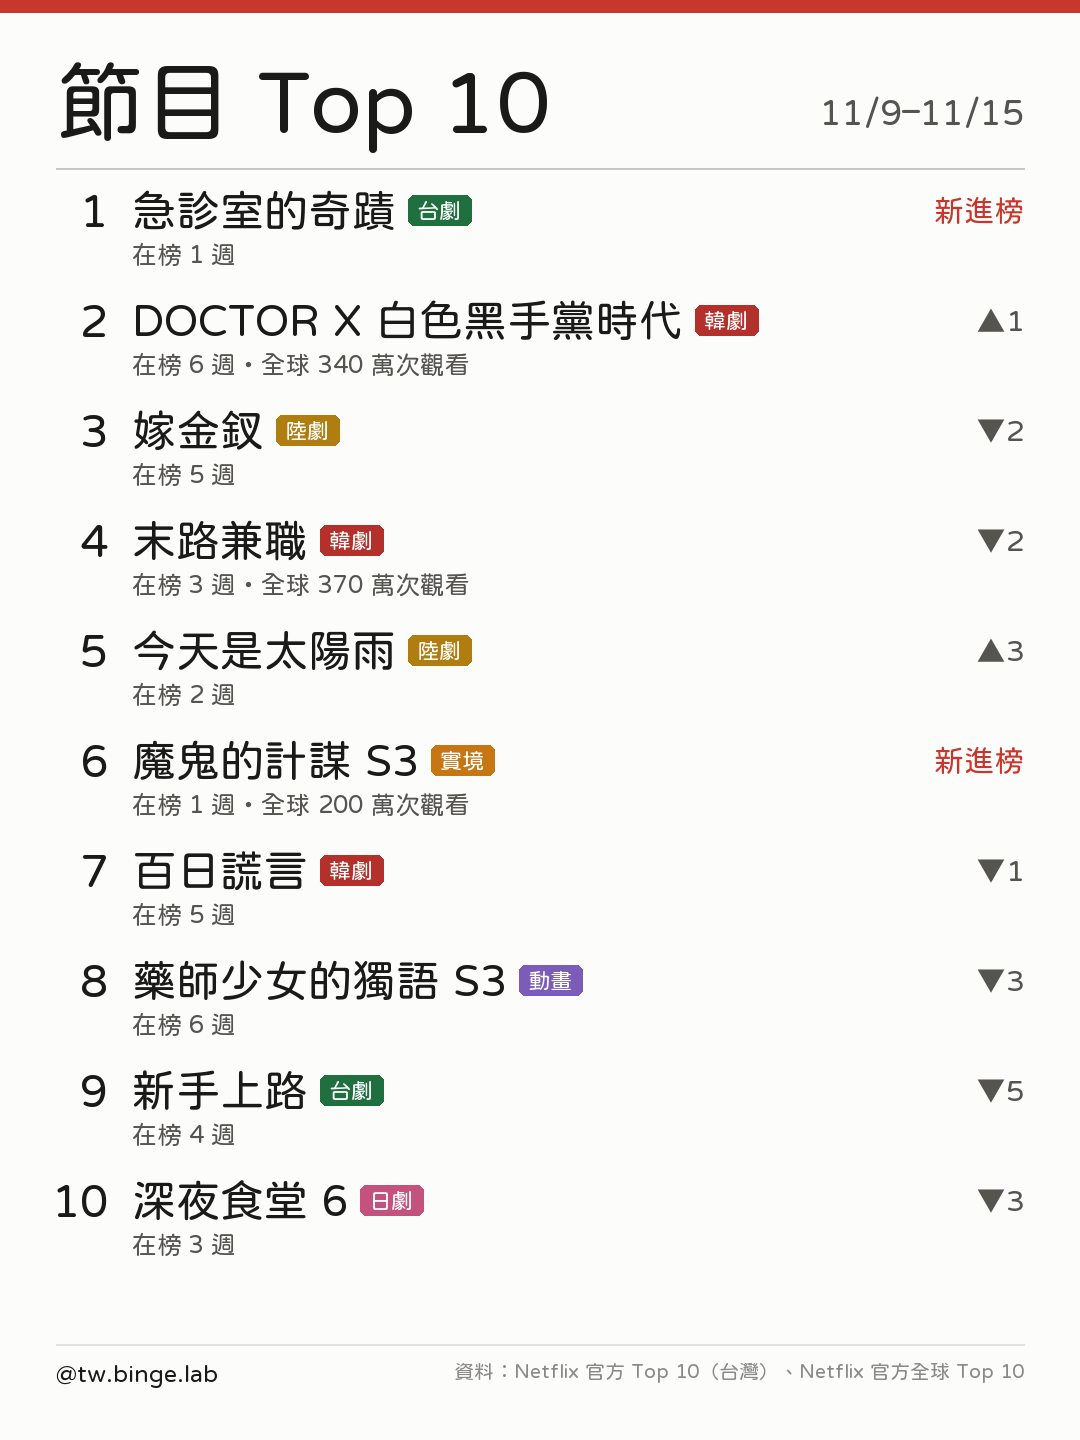 節目 Top 10
11/9–11/15
1 急診室的奇蹟 台劇 新進榜
在榜 1 週
2 DOCTOR X 白色黑手黨時代 韓劇 ▲1
在榜 6 週・全球 340 萬次觀看
3 嫁金釵 陸劇 ▼2
在榜 5 週
4 末路兼職 韓劇 ▼2
在榜 3 週・全球 370 萬次觀看
5 今天是太陽雨 陸劇 ▲3
在榜 2 週
6 魔鬼的計謀 S3 實境 新進榜
在榜 1 週・全球 200 萬次觀看
7 百日謊言 韓劇 ▼1
在榜 5 週
8 藥師少女的獨語 S3 動畫 ▼3
在榜 6 週
9 新手上路 台劇 ▼5
在榜 4 週
10 深夜食堂 6 日劇 ▼3
在榜 3 週
@tw.binge.lab
資料：Netflix 官方 Top 10（台灣）、Netflix 官方全球 Top 10